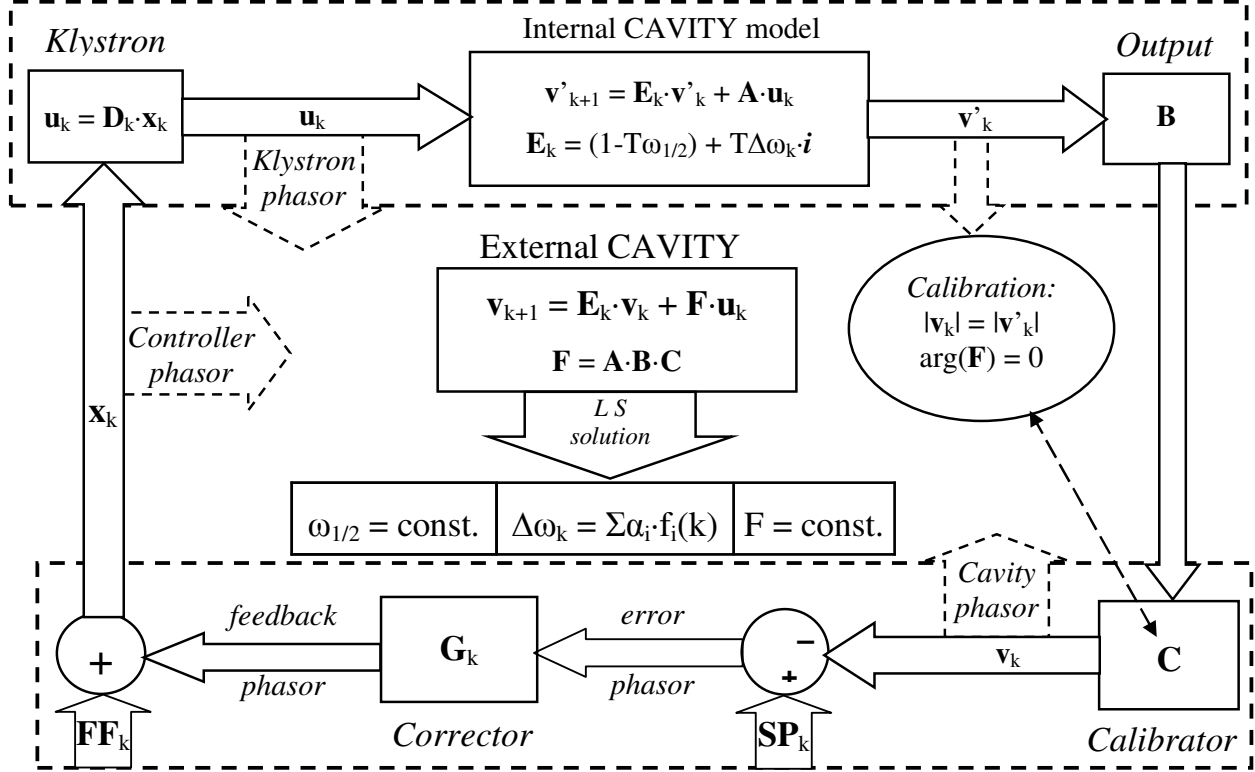 Klystron
Internal CAVITY model
Output
u_k = D_k·x_k
u_k
v'_{k+1} = E_k·v'_k + A·u_k
E_k = (1-Tω_{1/2}) + TΔω_k·i
v'_k
B
Klystron
phasor
External CAVITY
v_{k+1} = E_k·v_k + F·u_k
F = A·B·C
Calibration:
|v_k| = |v'_k|
arg(F) = 0
Controller
phasor
x_k
L S
solution
ω_{1/2} = const.
Δω_k = Σα_i·f_i(k)
F = const.
Cavity
phasor
feedback
phasor
+
G_k
error
phasor
−
+
v_k
C
FF_k
Corrector
SP_k
Calibrator